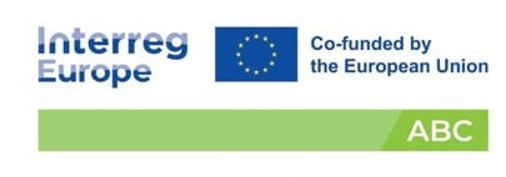 Interreg
Europe
Co-funded by
the European Union
ABC